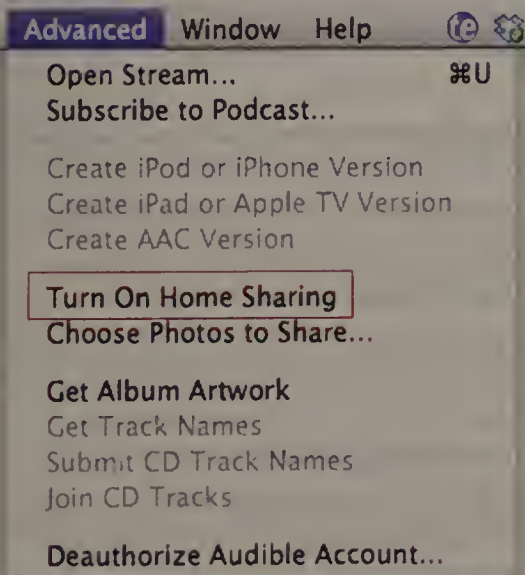 Advanced Window Help te
Open Stream... ⌘U
Subscribe to Podcast...
Create iPod or iPhone Version
Create iPad or Apple TV Version
Create AAC Version
Turn On Home Sharing
Choose Photos to Share...
Get Album Artwork
Get Track Names
Submit CD Track Names
Join CD Tracks
Deauthorize Audible Account...